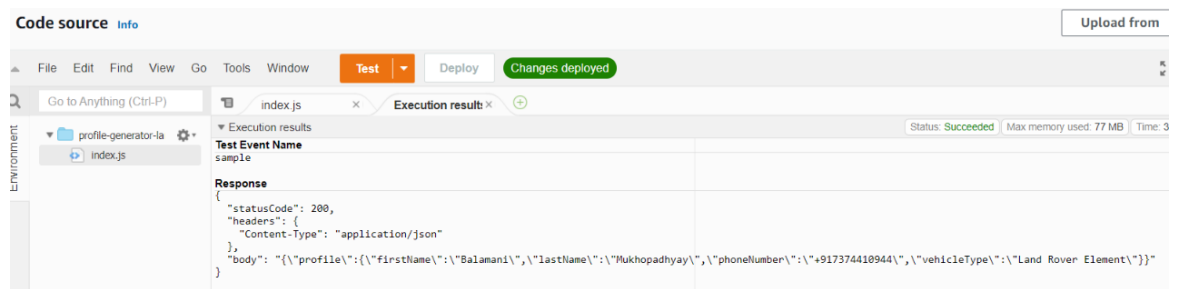 Code source Info
Upload from
File Edit Find View Go Tools Window Test Deploy Changes deployed
Go to Anything (Ctrl-P) index.js × Execution results ×
Environment
profile-generator-la
index.js
Execution results Status: Succeeded Max memory used: 77 MB Time: 3
Test Event Name
sample
Response
{
  "statusCode": 200,
  "headers": {
    "Content-Type": "application/json"
  },
  "body": "{\"profile\":{\"firstName\":\"Balamani\",\"lastName\":\"Mukhopadhyay\",\"phoneNumber\":\"+917374410944\",\"vehicleType\":\"Land Rover Element\"}}"
}